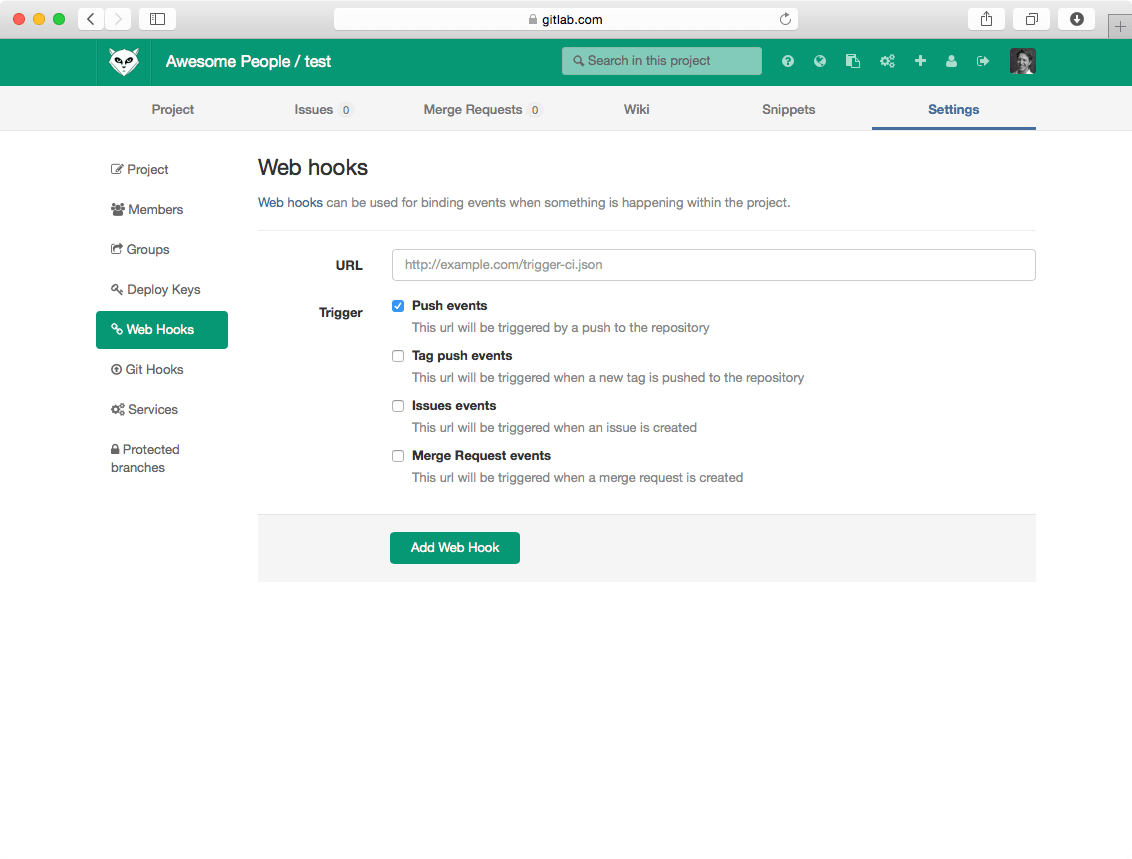 gitlab.com
Awesome People / test
Search in this project
Project
Issues 0
Merge Requests 0
Wiki
Snippets
Settings
Project
Members
Groups
Deploy Keys
Web Hooks
Git Hooks
Services
Protected
branches
Web hooks
Web hooks can be used for binding events when something is happening within the project.
URL
http://example.com/trigger-ci.json
Trigger
Push events
This url will be triggered by a push to the repository
Tag push events
This url will be triggered when a new tag is pushed to the repository
Issues events
This url will be triggered when an issue is created
Merge Request events
This url will be triggered when a merge request is created
Add Web Hook